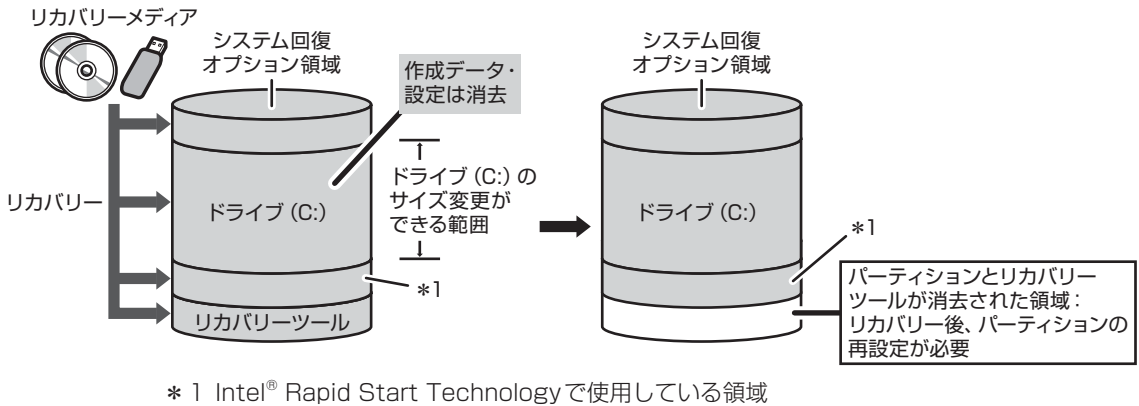 リカバリーメディア
システム回復
オプション領域
作成データ・
設定は消去
ドライブ（C:）の
サイズ変更が
できる範囲
リカバリー
ドライブ（C:）
＊1
リカバリーツール
システム回復
オプション領域
ドライブ（C:）
＊1
パーティションとリカバリー
ツールが消去された領域：
リカバリー後、パーティションの
再設定が必要
＊1 Intel® Rapid Start Technologyで使用している領域